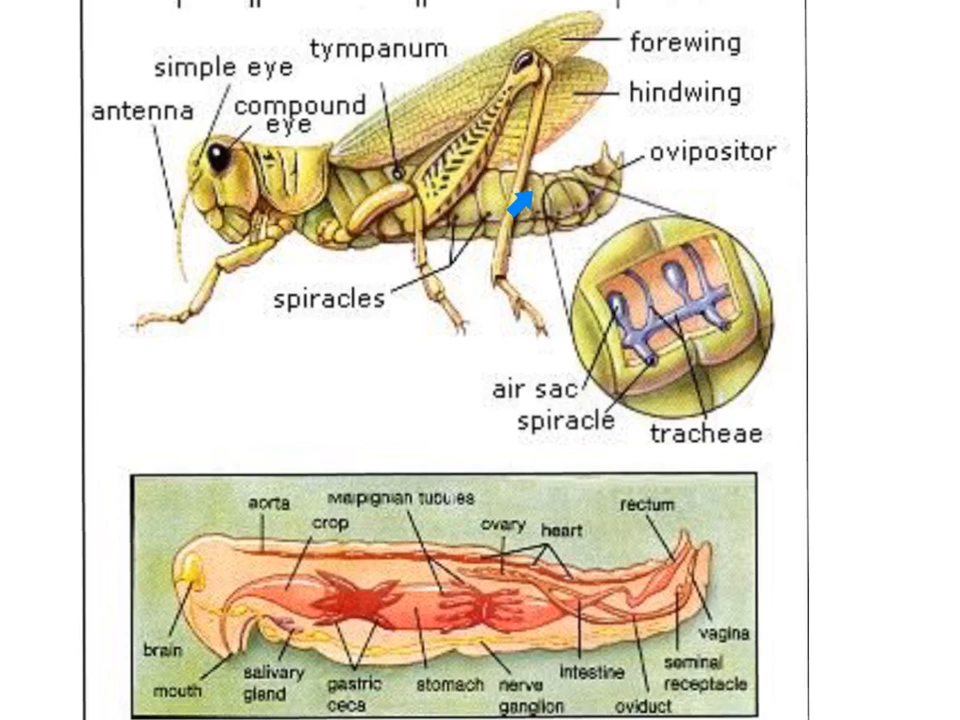 tympanum
forewing
simple eye
hindwing
antenna
compound
eye
ovipositor
spiracles
air sac
spiracle
tracheae
aorta
Malpighian tubules
rectum
crop
ovary
heart
brain
mouth
salivary
gland
gastric
ceca
stomach
nerve
ganglion
intestine
oviduct
seminal
receptacle
vagina